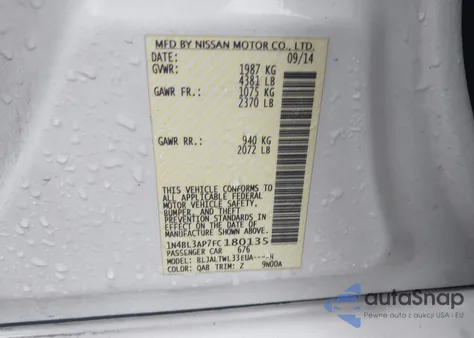 MFD BY NISSAN MOTOR CO., LTD.
DATE: 09/14
GVWR: 1987 KG
4381 LB
GAWR FR.: 1075 KG
2370 LB
GAWR RR.: 940 KG
2072 LB
THIS VEHICLE CONFORMS TO
ALL APPLICABLE FEDERAL
MOTOR VEHICLE SAFETY,
BUMPER, AND THEFT
PREVENTION STANDARDS
IN EFFECT ON THE DATE OF
MANUFACTURE SHOWN ABOVE.
1N4BL3AP7FC180135
PASSENGER CAR 676
MODEL:
COLOR: QAB TRIM: Z 9N00A
autoSnap
Pewne auta z aukcji USA i EU